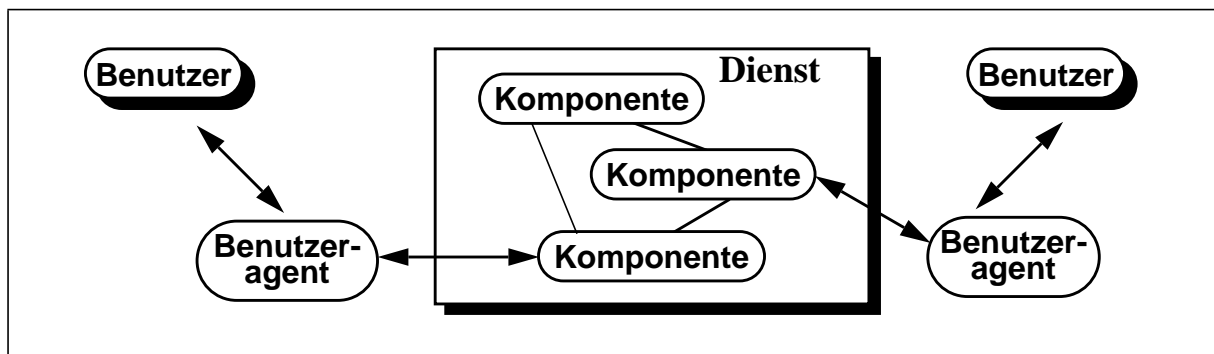 Benutzer
Dienst
Benutzer
Komponente
Komponente
Benutzer-
agent
Komponente
Benutzer-
agent